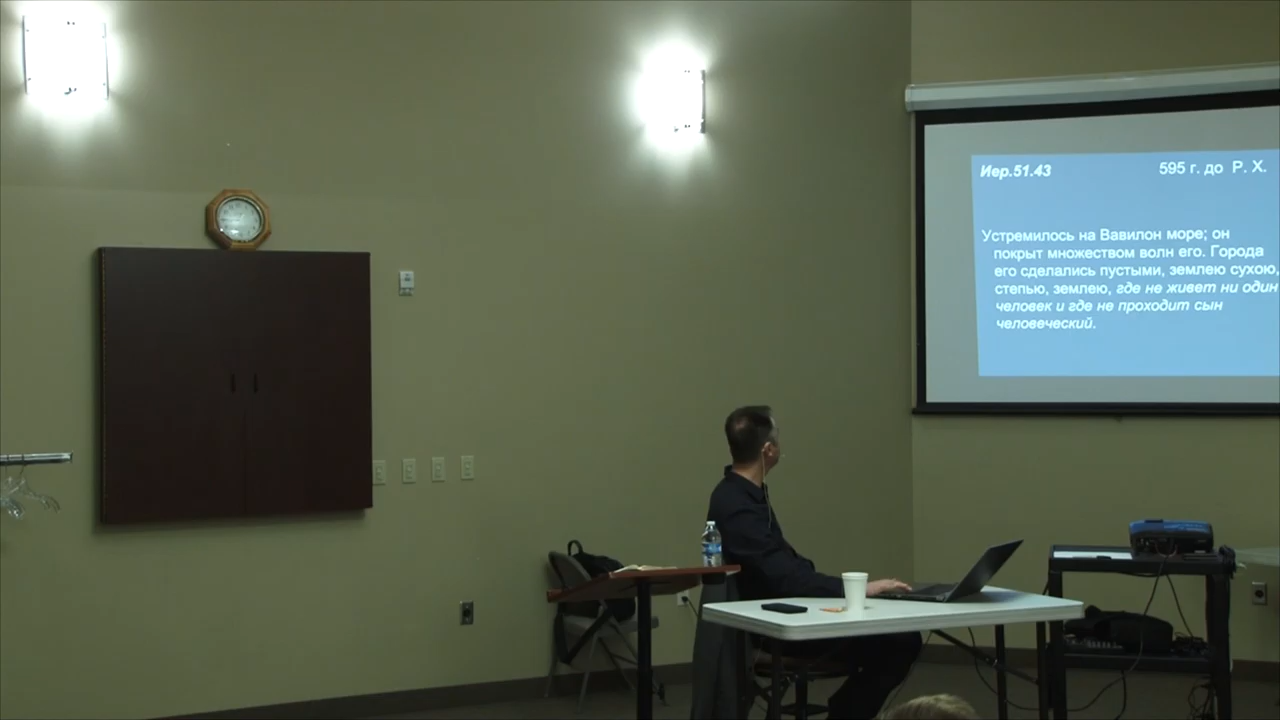 Иер.51.43 595 г. до Р. Х.
Устремилось на Вавилон море; он
покрыт множеством волн его. Города
его сделались пустыми, землею сухою,
степью, землею, где не живет ни один
человек и где не проходит сын
человеческий.